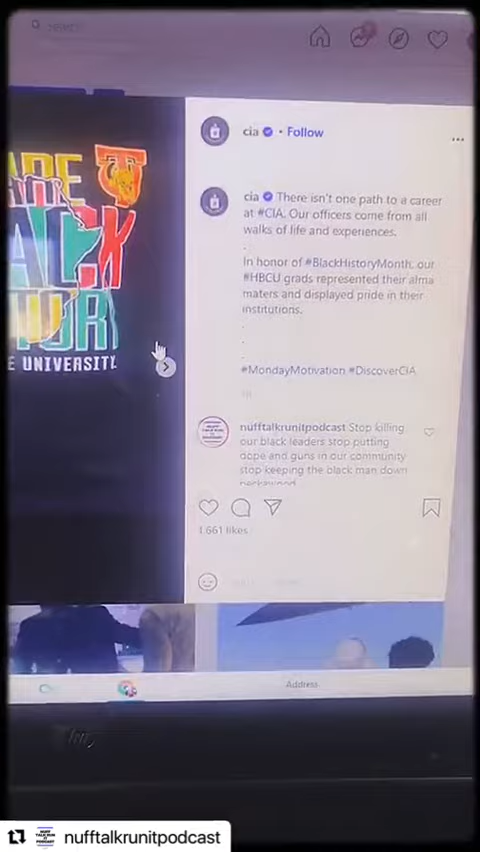 cia • Follow
cia There isn't one path to a career
at #CIA. Our officers come from all
walks of life and experiences.
.
In honor of #BlackHistoryMonth, our
#HBCU grads represented their alma
maters and displayed pride in their
institutions.
.
.
.
#MondayMotivation #DiscoverCIA
E UNIVERSITY.
nufftalkrunitpodcast Stop killing
our black leaders stop putting
dope and guns in our community
stop keeping the black man down
1,661 likes
Address
hp
nufftalkrunitpodcast